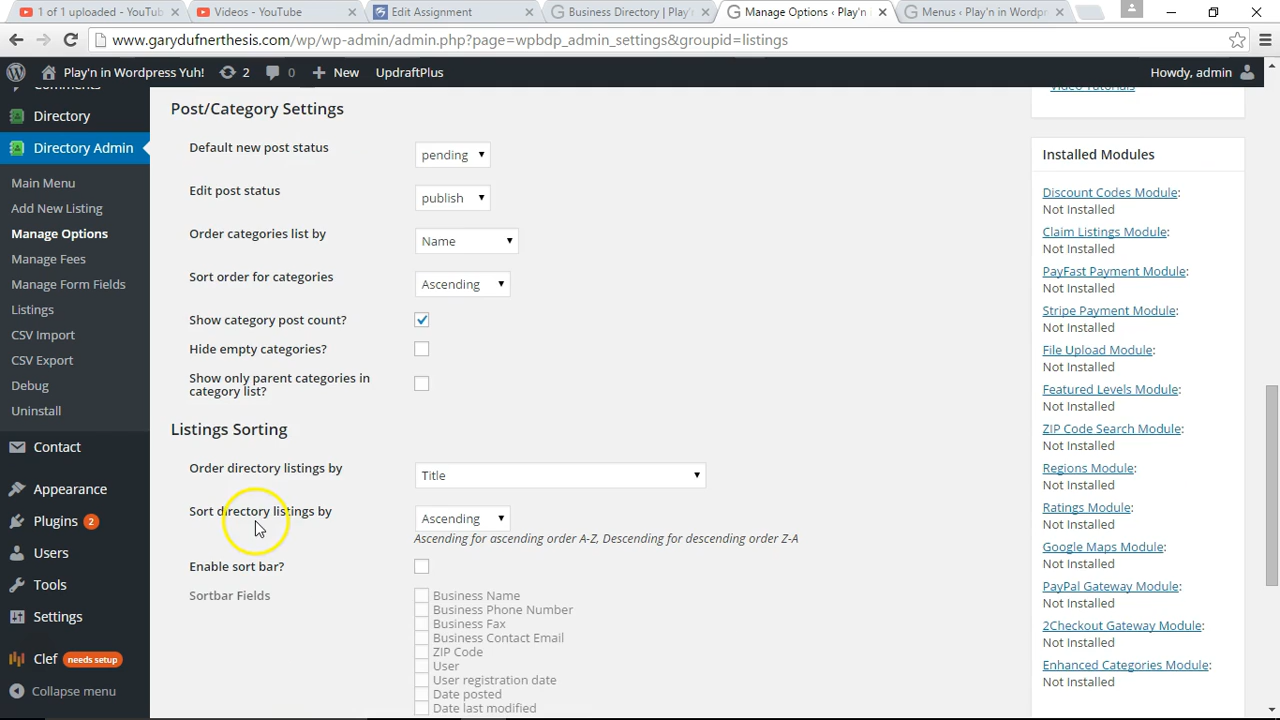 1 of 1 uploaded - YouTub
Videos - YouTube
Edit Assignment
Business Directory | Play'
Manage Options ‹ Play'n i
Menus ‹ Play'n in Wordpr
www.garydufnerthesis.com/wp/wp-admin/admin.php?page=wpbdp_admin_settings&groupid=listings
Play'n in Wordpress Yuh!
2
0
New
UpdraftPlus
Howdy, admin
Comments
Directory
Directory Admin
Main Menu
Add New Listing
Manage Options
Manage Fees
Manage Form Fields
Listings
CSV Import
CSV Export
Debug
Uninstall
Contact
Appearance
Plugins 2
Users
Tools
Settings
Clef needs setup
Collapse menu
Post/Category Settings
Default new post status
pending
Edit post status
publish
Order categories list by
Name
Sort order for categories
Ascending
Show category post count?
Hide empty categories?
Show only parent categories in
category list?
Listings Sorting
Order directory listings by
Title
Sort directory listings by
Ascending
Ascending for ascending order A-Z, Descending for descending order Z-A
Enable sort bar?
Sortbar Fields
Business Name
Business Phone Number
Business Fax
Business Contact Email
ZIP Code
User
User registration date
Date posted
Date last modified
Video Tutorials
Installed Modules
Discount Codes Module:
Not Installed
Claim Listings Module:
Not Installed
PayFast Payment Module:
Not Installed
Stripe Payment Module:
Not Installed
File Upload Module:
Not Installed
Featured Levels Module:
Not Installed
ZIP Code Search Module:
Not Installed
Regions Module:
Not Installed
Ratings Module:
Not Installed
Google Maps Module:
Not Installed
PayPal Gateway Module:
Not Installed
2Checkout Gateway Module:
Not Installed
Enhanced Categories Module:
Not Installed